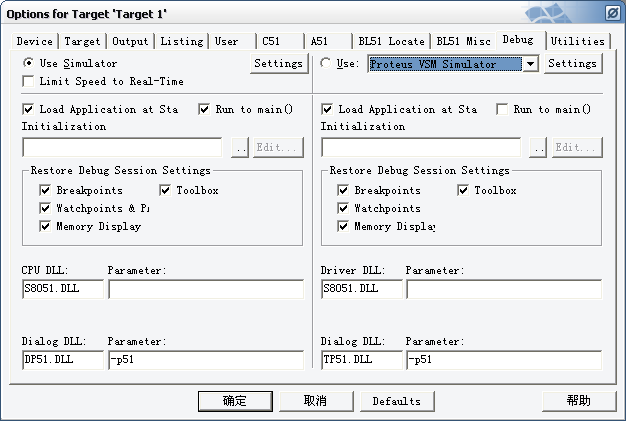 Options for Target 'Target 1'
Device Target Output Listing User C51 A51 BL51 Locate BL51 Misc Debug Utilities
Use Simulator Settings Use: Proteus VSM Simulator Settings
Limit Speed to Real-Time
Load Application at Sta Run to main() Load Application at Sta Run to main()
Initialization Initialization
.. Edit... .. Edit...
Restore Debug Session Settings Restore Debug Session Settings
Breakpoints Toolbox Breakpoints Toolbox
Watchpoints & Pa Watchpoints
Memory Display Memory Display
CPU DLL: Parameter: Driver DLL: Parameter:
S8051.DLL S8051.DLL
Dialog DLL: Parameter: Dialog DLL: Parameter:
DP51.DLL -p51 TP51.DLL -p51
确定 取消 Defaults 帮助